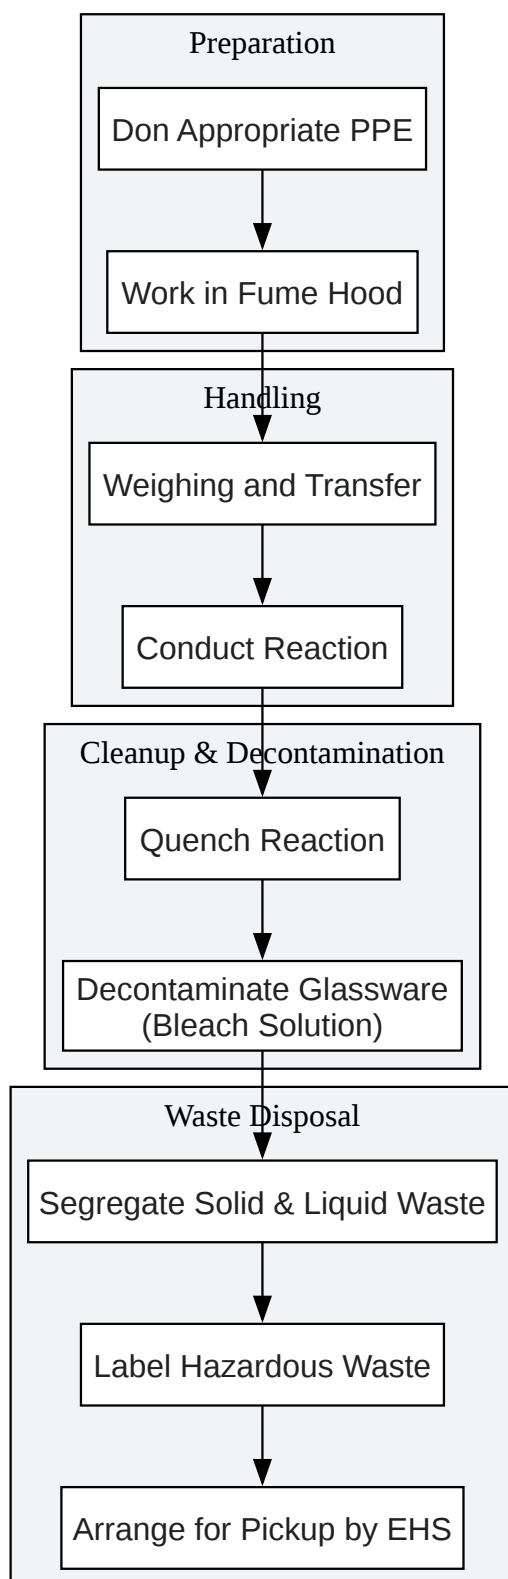 Preparation
Don Appropriate PPE
Work in Fume Hood
Handling
Weighing and Transfer
Conduct Reaction
Cleanup & Decontamination
Quench Reaction
Decontaminate Glassware
(Bleach Solution)
Waste Disposal
Segregate Solid & Liquid Waste
Label Hazardous Waste
Arrange for Pickup by EHS